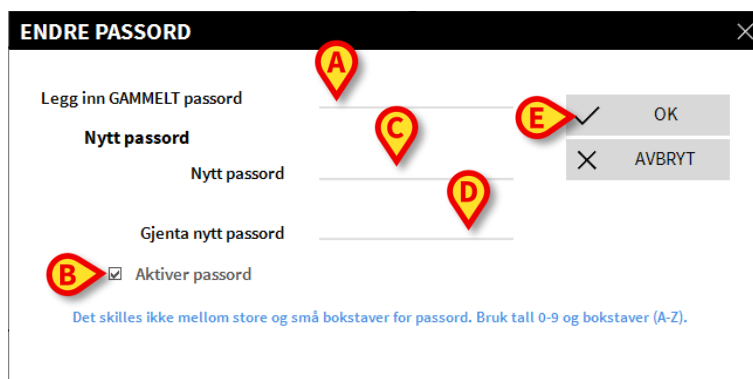 ENDRE PASSORD
A
Legg inn GAMMELT passord
E
OK
C
Nytt passord
AVBRYT
Nytt passord
D
Gjenta nytt passord
B
Aktiver passord
Det skilles ikke mellom store og små bokstaver for passord. Bruk tall 0-9 og bokstaver (A-Z).